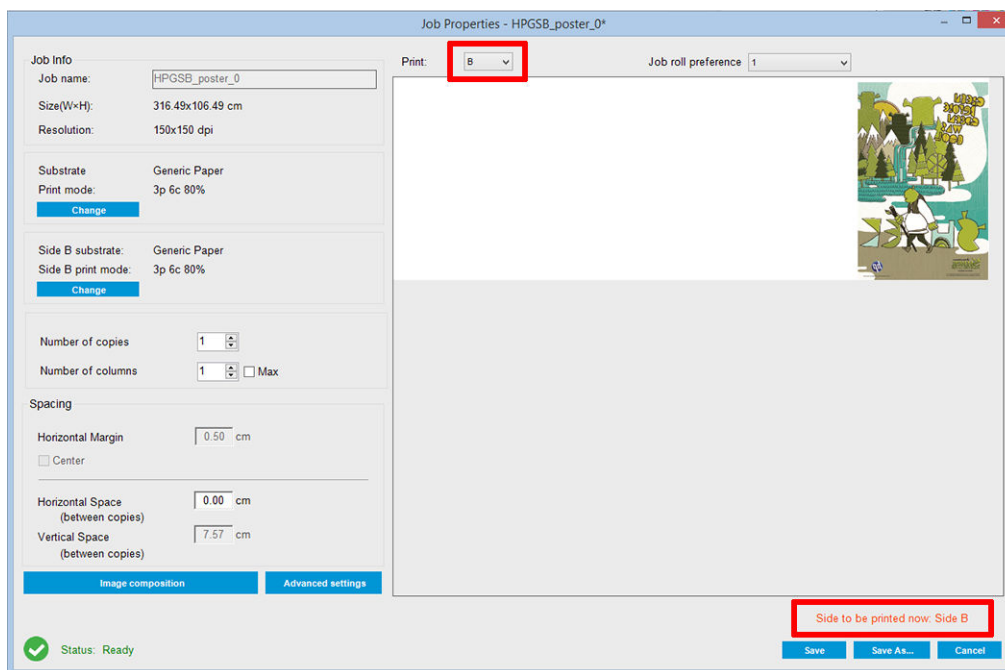 Job Properties - HPGSB_poster_0*
Job Info
Job name: HPGSB_poster_0
Size(W×H): 316.49x106.49 cm
Resolution: 150x150 dpi
Substrate Generic Paper
Print mode: 3p 6c 80%
Change
Side B substrate: Generic Paper
Side B print mode: 3p 6c 80%
Change
Number of copies 1
Number of columns 1 Max
Spacing
Horizontal Margin 0.50 cm
Center
Horizontal Space 0.00 cm
(between copies)
Vertical Space 7.57 cm
(between copies)
Image composition Advanced settings
Status: Ready
Print: B Job roll preference 1
Side to be printed now: Side B
Save Save As... Cancel